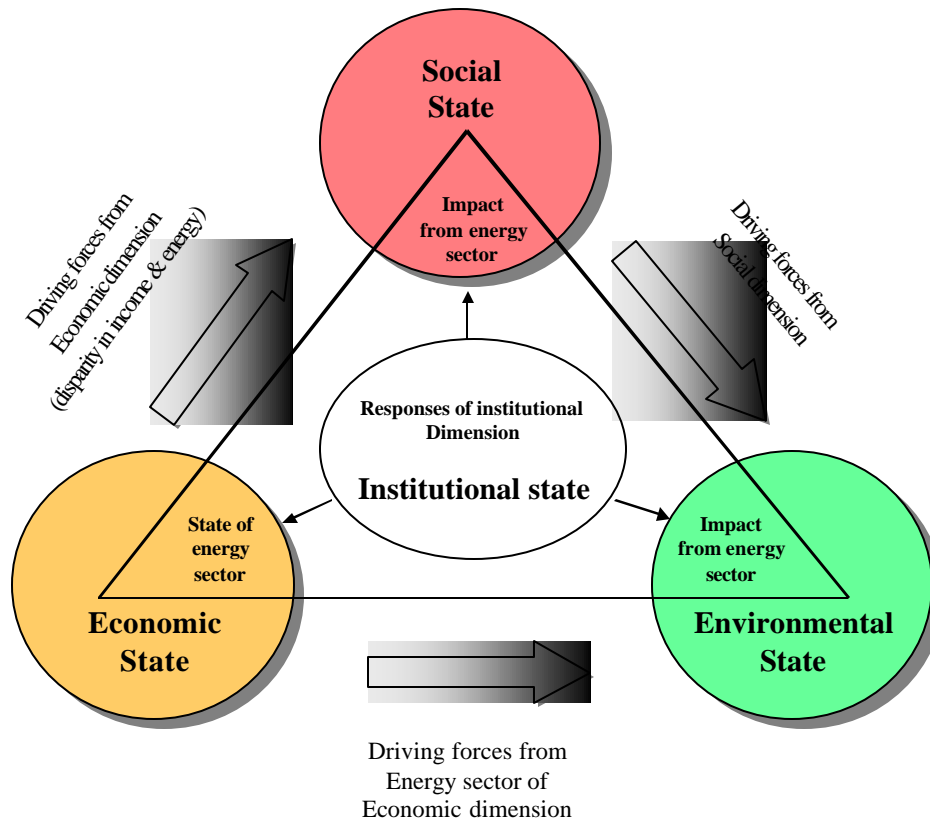 Social
State
Impact
from energy
sector
Driving forces from
Economic dimension
(disparity in income & energy)
Driving forces from
Social dimension
Responses of institutional
Dimension
Institutional state
State of
energy
sector
Economic
State
Impact
from energy
sector
Environmental
State
Driving forces from
Energy sector of
Economic dimension